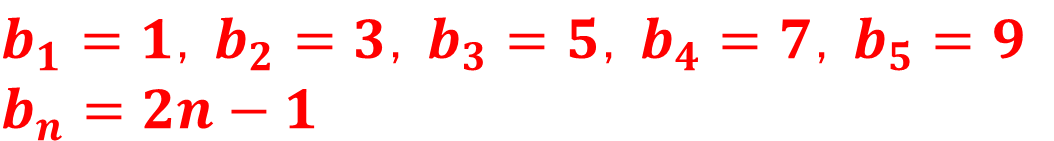 b₁ = 1, b₂ = 3, b₃ = 5, b₄ = 7, b₅ = 9
bₙ = 2n − 1